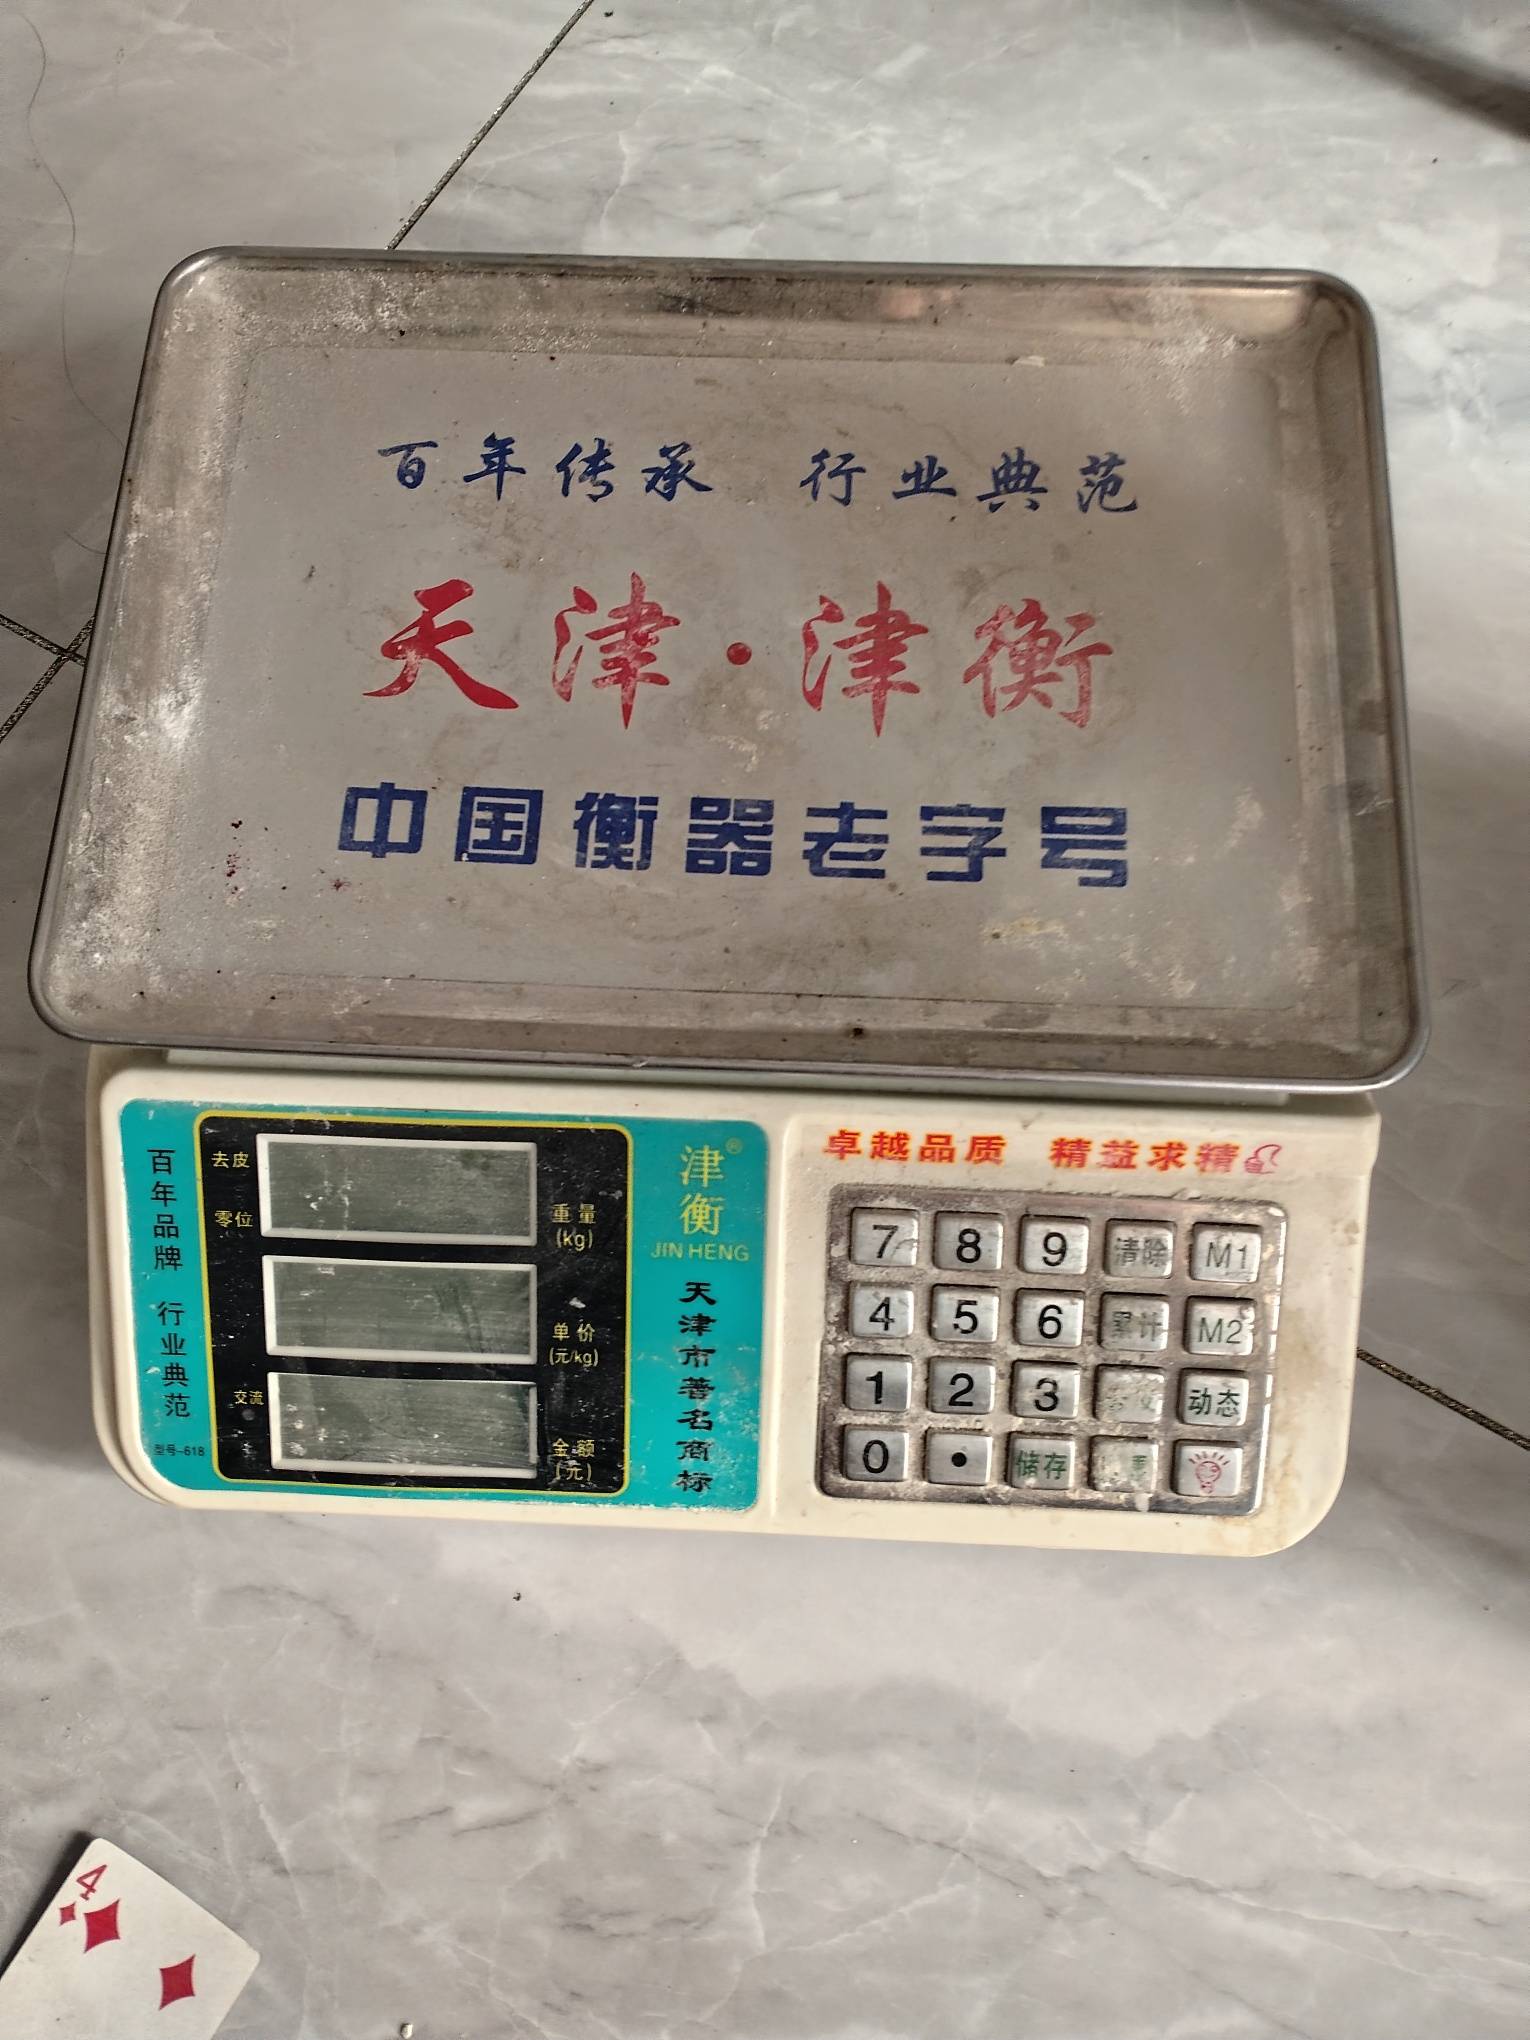 百年传承 行业典范
天津·津衡
中国衡器老字号
百年品牌 行业典范
型号-618
去皮
零位
交流
重量
(kg)
单价
(元/kg)
金额
(元)
津衡®
JIN HENG
天津市著名商标
卓越品质 精益求精
7 8 9 清除 M1
4 5 6 累计 M2
1 2 3 动态
0 • 储存
4